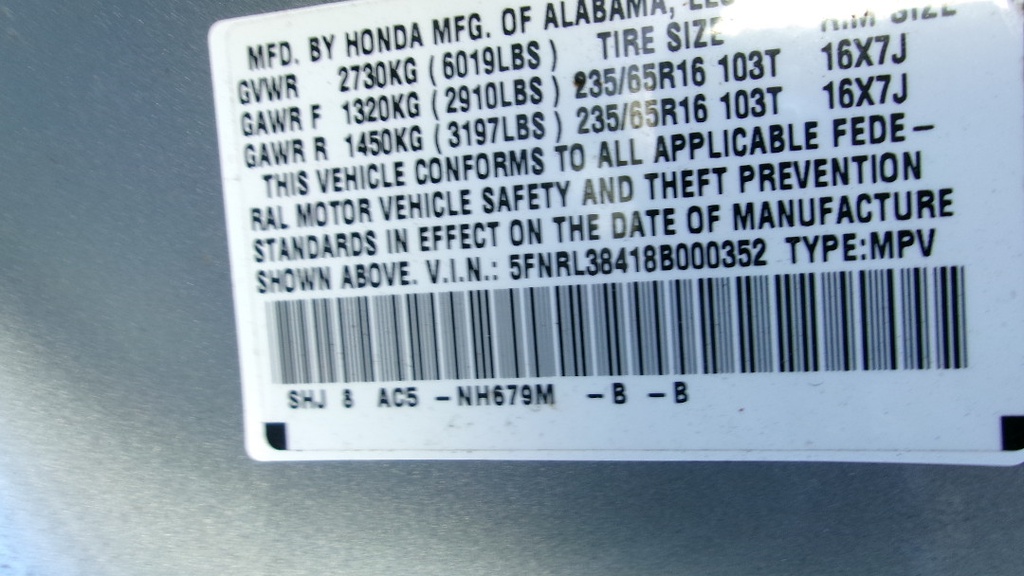 MFD. BY HONDA MFG. OF ALABAMA,
TIRE SIZE RIM SIZE
GVWR 2730KG (6019LBS)
GAWR F 1320KG (2910LBS) 235/65R16 103T 16X7J
GAWR R 1450KG (3197LBS) 235/65R16 103T 16X7J
THIS VEHICLE CONFORMS TO ALL APPLICABLE FEDE-
RAL MOTOR VEHICLE SAFETY AND THEFT PREVENTION
STANDARDS IN EFFECT ON THE DATE OF MANUFACTURE
SHOWN ABOVE. V.I.N.: 5FNRL38418B000352 TYPE:MPV
SHJ 8 AC5 -NH679M -B -B